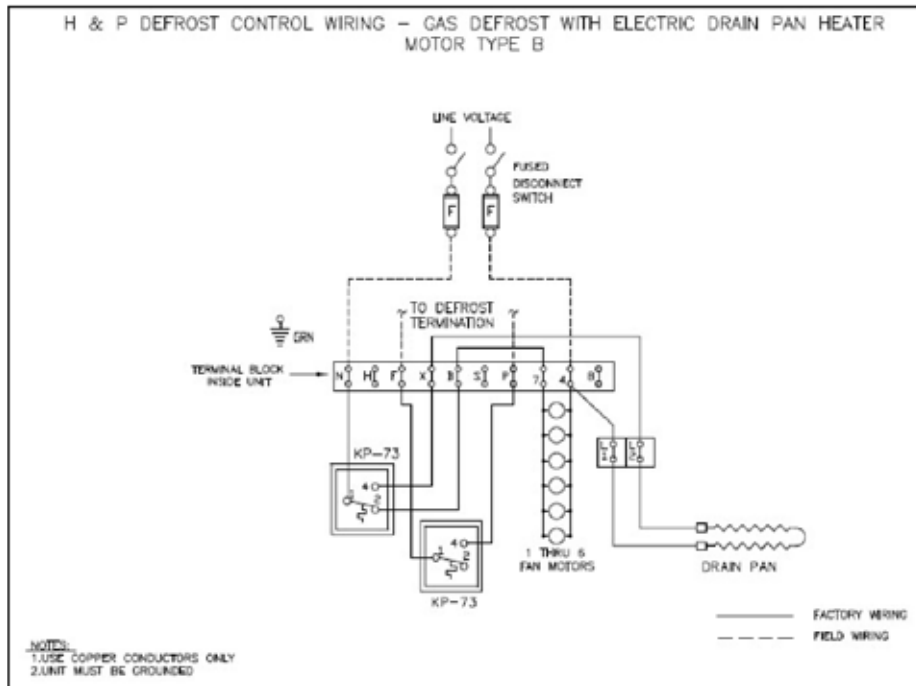 H & P DEFROST CONTROL WIRING – GAS DEFROST WITH ELECTRIC DRAIN PAN HEATER
MOTOR TYPE B
LINE VOLTAGE
FUSED
DISCONNECT
SWITCH
F F
TO DEFROST
TERMINATION
GRN
TERMINAL BLOCK
INSIDE UNIT
N H F X B S P 7 4
KP-73
4
1
2
KP-73
4
1
2
1 THRU 6
FAN MOTORS
DRAIN PAN
FACTORY WIRING
FIELD WIRING
NOTES:
1.USE COPPER CONDUCTORS ONLY
2.UNIT MUST BE GROUNDED